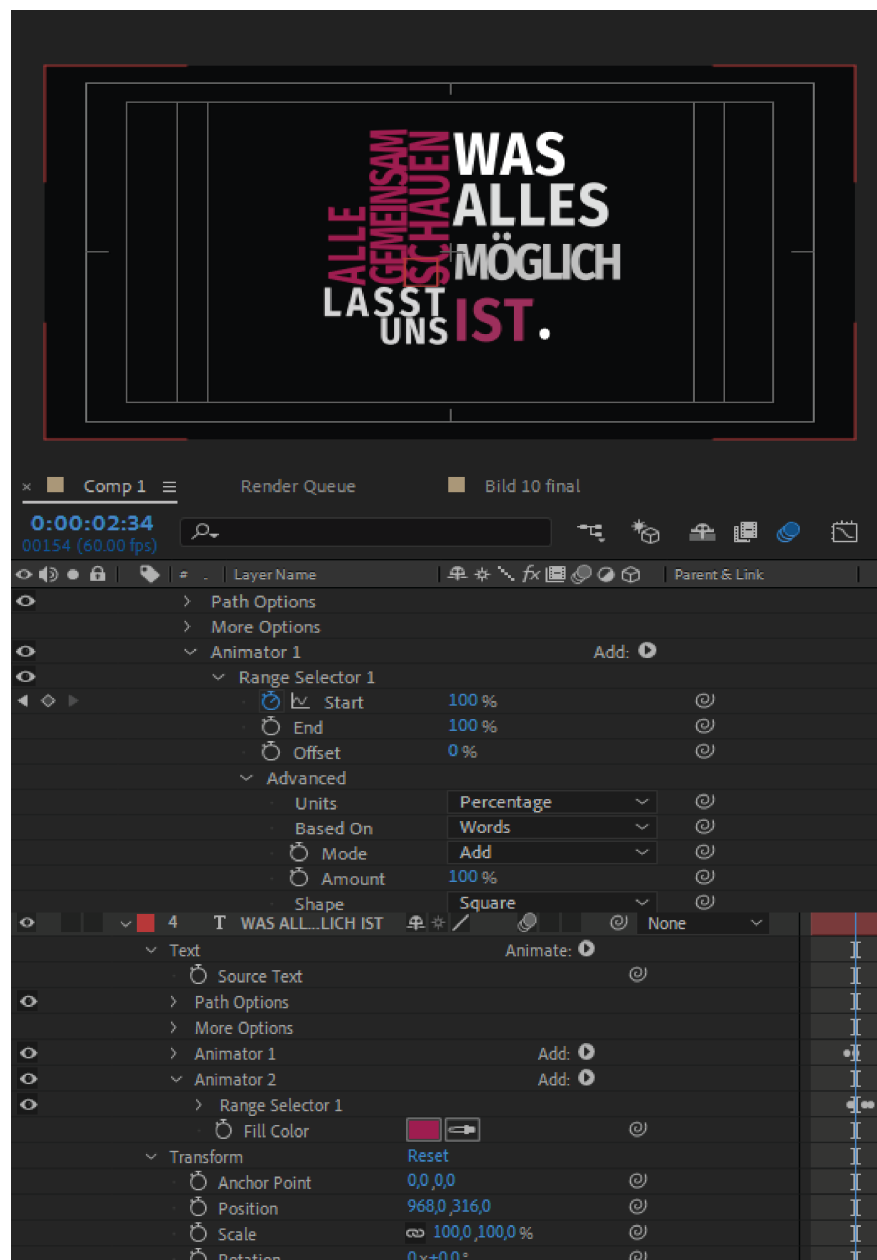 ALLE
GEMEINSAM
SCHAUEN
WAS
ALLES
MÖGLICH
LASST
UNS
IST.
× Comp 1 Render Queue Bild 10 final
0:00:02:34
00154 (60.00 fps)
# . Layer Name fx Parent & Link
Path Options
More Options
Animator 1 Add:
Range Selector 1
Start 100 %
End 100 %
Offset 0 %
Advanced
Units Percentage
Based On Words
Mode Add
Amount 100 %
Shape Square
4 T WAS ALL...LICH IST None
Text Animate:
Source Text
Path Options
More Options
Animator 1 Add:
Animator 2 Add:
Range Selector 1
Fill Color
Transform Reset
Anchor Point 0,0 ,0,0
Position 968,0 ,316,0
Scale 100,0 ,100,0 %
Rotation 0 x +0,0 °